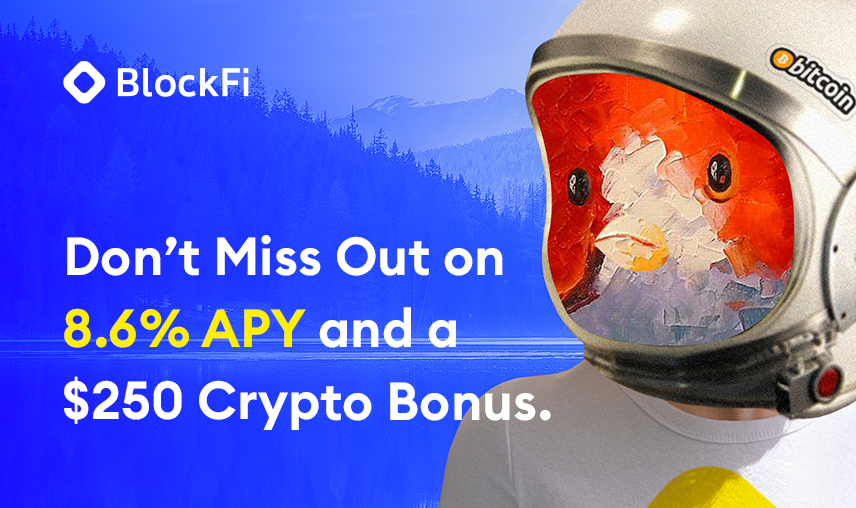 BlockFi
bitcoin
Don’t Miss Out on
8.6% APY and a
$250 Crypto Bonus.